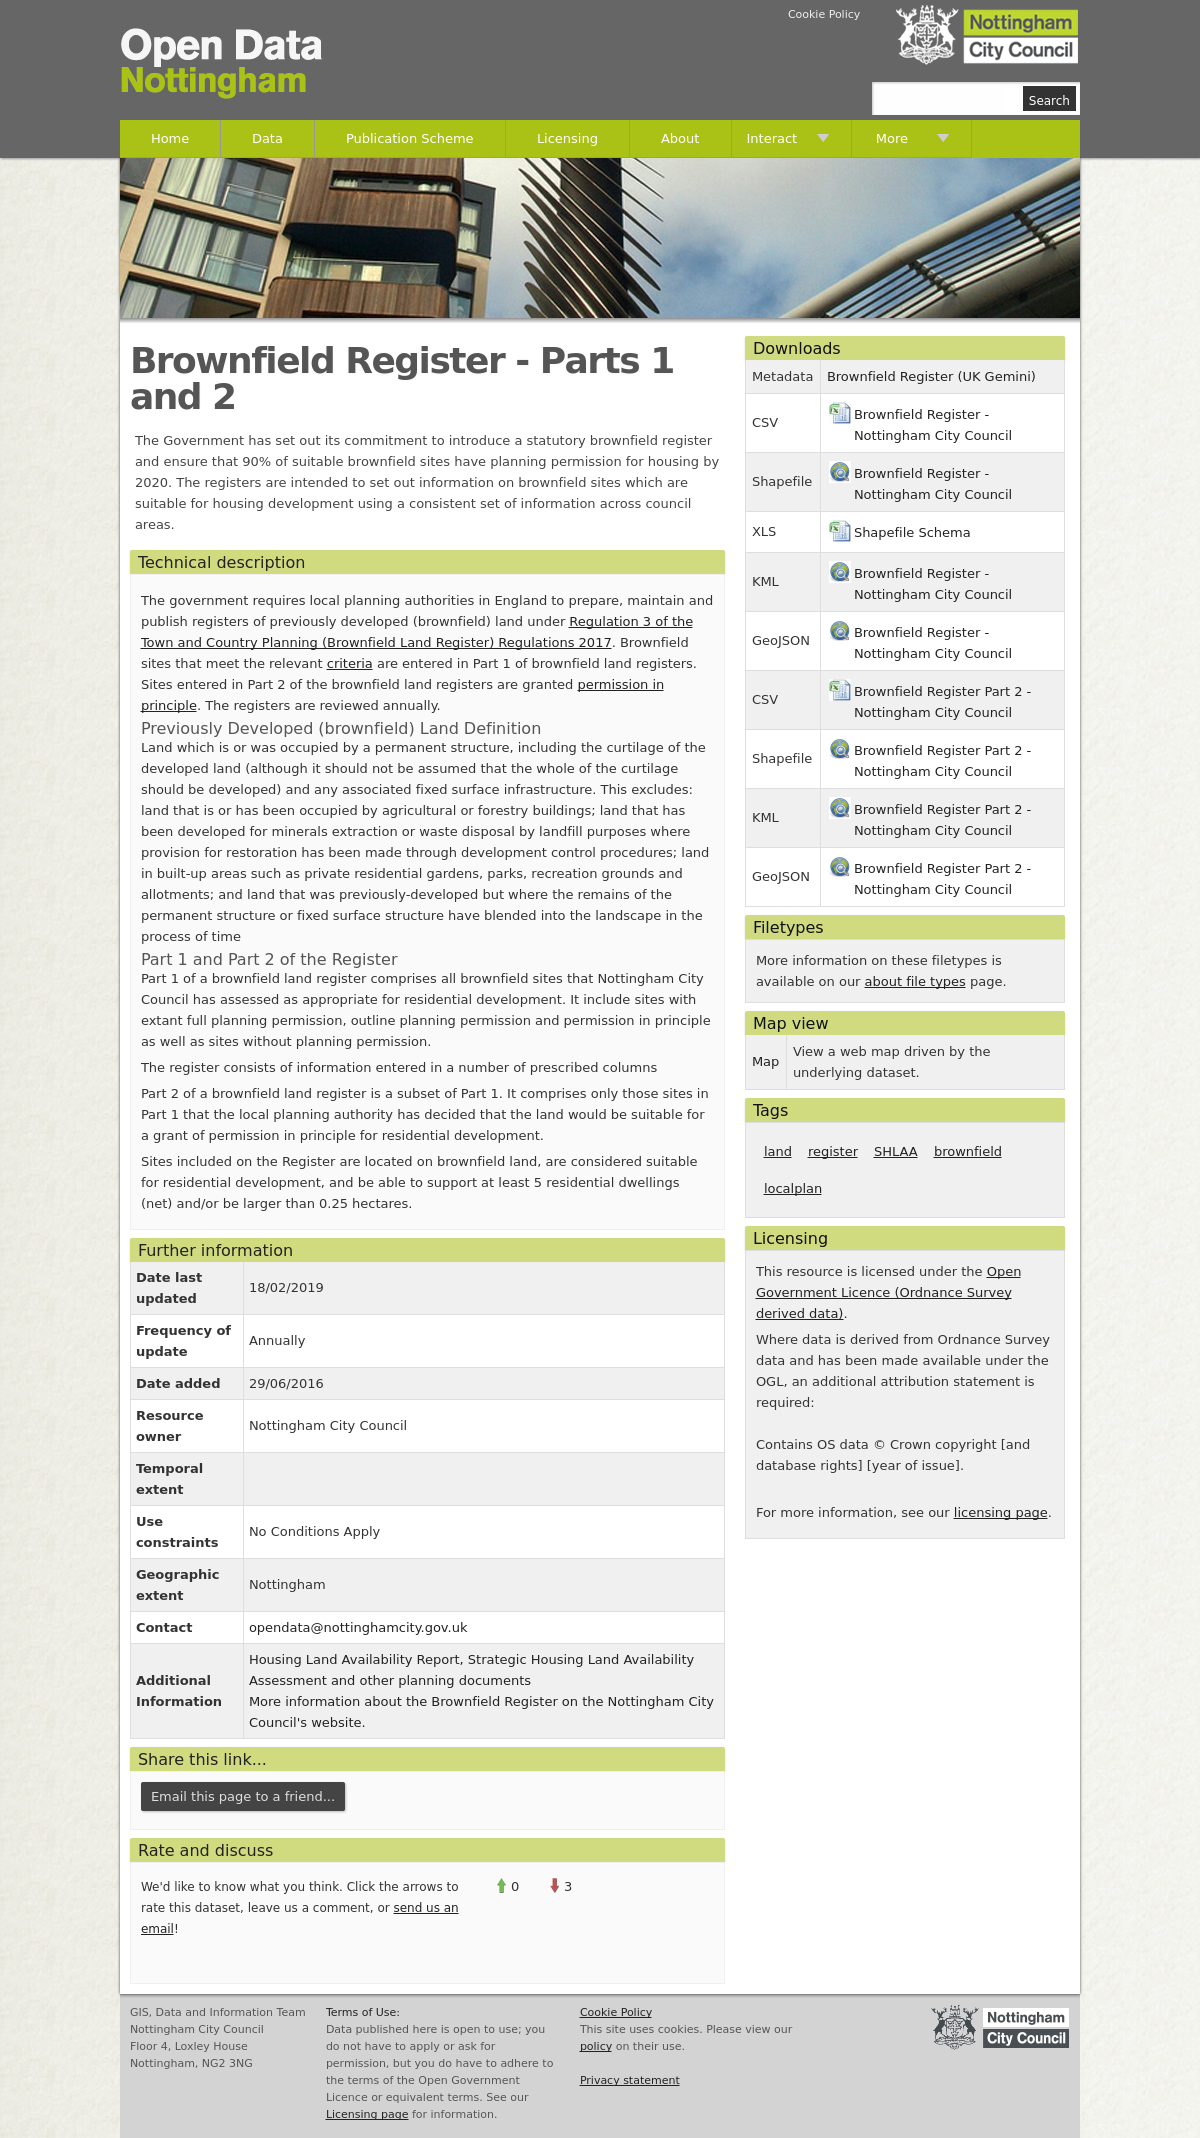 Cookie Policy
Open Data
Nottingham
Nottingham
City Council
Search
Home
Data
Publication Scheme
Licensing
About
Interact
More
Brownfield Register - Parts 1
and 2
The Government has set out its commitment to introduce a statutory brownfield register
and ensure that 90% of suitable brownfield sites have planning permission for housing by
2020. The registers are intended to set out information on brownfield sites which are
suitable for housing development using a consistent set of information across council
areas.
Technical description
The government requires local planning authorities in England to prepare, maintain and
publish registers of previously developed (brownfield) land under Regulation 3 of the
Town and Country Planning (Brownfield Land Register) Regulations 2017. Brownfield
sites that meet the relevant criteria are entered in Part 1 of brownfield land registers.
Sites entered in Part 2 of the brownfield land registers are granted permission in
principle. The registers are reviewed annually.
Previously Developed (brownfield) Land Definition
Land which is or was occupied by a permanent structure, including the curtilage of the
developed land (although it should not be assumed that the whole of the curtilage
should be developed) and any associated fixed surface infrastructure. This excludes:
land that is or has been occupied by agricultural or forestry buildings; land that has
been developed for minerals extraction or waste disposal by landfill purposes where
provision for restoration has been made through development control procedures; land
in built-up areas such as private residential gardens, parks, recreation grounds and
allotments; and land that was previously-developed but where the remains of the
permanent structure or fixed surface structure have blended into the landscape in the
process of time
Part 1 and Part 2 of the Register
Part 1 of a brownfield land register comprises all brownfield sites that Nottingham City
Council has assessed as appropriate for residential development. It include sites with
extant full planning permission, outline planning permission and permission in principle
as well as sites without planning permission.
The register consists of information entered in a number of prescribed columns
Part 2 of a brownfield land register is a subset of Part 1. It comprises only those sites in
Part 1 that the local planning authority has decided that the land would be suitable for
a grant of permission in principle for residential development.
Sites included on the Register are located on brownfield land, are considered suitable
for residential development, and be able to support at least 5 residential dwellings
(net) and/or be larger than 0.25 hectares.
Further information
Date last
updated
18/02/2019
Frequency of
update
Annually
Date added
29/06/2016
Resource
owner
Nottingham City Council
Temporal
extent
Use
constraints
No Conditions Apply
Geographic
extent
Nottingham
Contact
opendata@nottinghamcity.gov.uk
Additional
Information
Housing Land Availability Report, Strategic Housing Land Availability
Assessment and other planning documents
More information about the Brownfield Register on the Nottingham City
Council's website.
Share this link...
Email this page to a friend...
Rate and discuss
We'd like to know what you think. Click the arrows to
rate this dataset, leave us a comment, or send us an
email!
0
3
Downloads
Metadata
Brownfield Register (UK Gemini)
CSV
Brownfield Register -
Nottingham City Council
Shapefile
Brownfield Register -
Nottingham City Council
XLS
Shapefile Schema
KML
Brownfield Register -
Nottingham City Council
GeoJSON
Brownfield Register -
Nottingham City Council
CSV
Brownfield Register Part 2 -
Nottingham City Council
Shapefile
Brownfield Register Part 2 -
Nottingham City Council
KML
Brownfield Register Part 2 -
Nottingham City Council
GeoJSON
Brownfield Register Part 2 -
Nottingham City Council
Filetypes
More information on these filetypes is
available on our about file types page.
Map view
Map
View a web map driven by the
underlying dataset.
Tags
land
register
SHLAA
brownfield
localplan
Licensing
This resource is licensed under the Open
Government Licence (Ordnance Survey
derived data).
Where data is derived from Ordnance Survey
data and has been made available under the
OGL, an additional attribution statement is
required:
Contains OS data © Crown copyright [and
database rights] [year of issue].
For more information, see our licensing page.
GIS, Data and Information Team
Nottingham City Council
Floor 4, Loxley House
Nottingham, NG2 3NG
Terms of Use:
Data published here is open to use; you
do not have to apply or ask for
permission, but you do have to adhere to
the terms of the Open Government
Licence or equivalent terms. See our
Licensing page for information.
Cookie Policy
This site uses cookies. Please view our
policy on their use.
Privacy statement
Nottingham
City Council